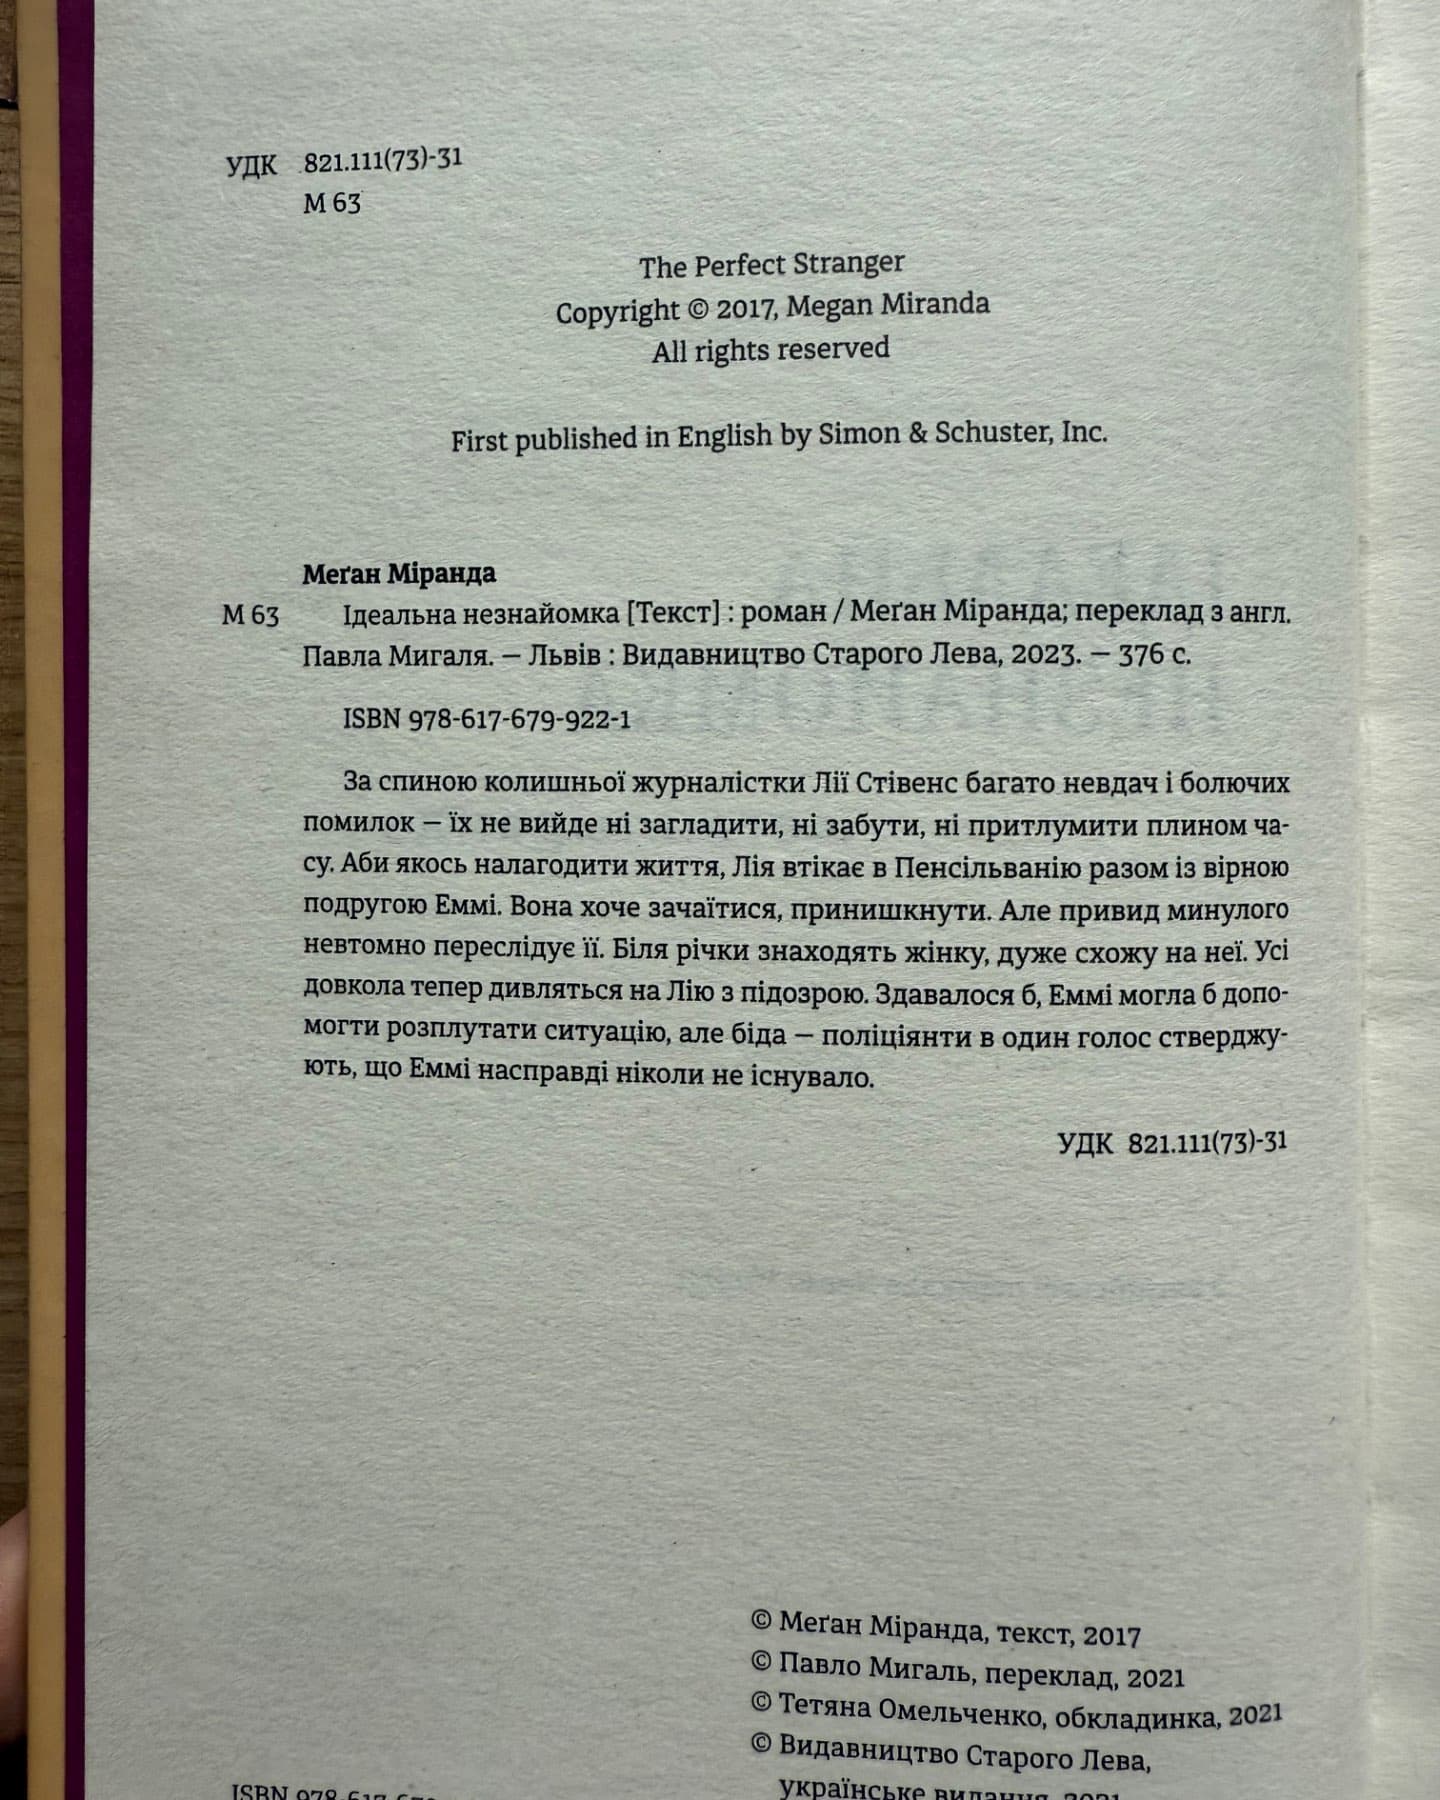 УДК 821.111(73)-31
М 63
The Perfect Stranger
Copyright © 2017, Megan Miranda
All rights reserved
First published in English by Simon & Schuster, Inc.
Меґан Міранда
М 63 Ідеальна незнайомка [Текст] : роман / Меґан Міранда; переклад з англ.
Павла Мигаля. — Львів : Видавництво Старого Лева, 2023. — 376 с.
ISBN 978-617-679-922-1
За спиною колишньої журналістки Лії Стівенс багато невдач і болючих
помилок — їх не вийде ні загладити, ні забути, ні притлумити плином ча-
су. Аби якось налагодити життя, Лія втікає в Пенсільванію разом із вірною
подругою Еммі. Вона хоче зачаїтися, принишкнути. Але привид минулого
невтомно переслідує її. Біля річки знаходять жінку, дуже схожу на неї. Усі
довкола тепер дивляться на Лію з підозрою. Здавалося б, Еммі могла б допо-
могти розплутати ситуацію, але біда — поліціянти в один голос стверджу-
ють, що Еммі насправді ніколи не існувало.
УДК 821.111(73)-31
© Меґан Міранда, текст, 2017
© Павло Мигаль, переклад, 2021
© Тетяна Омельченко, обкладинка, 2021
© Видавництво Старого Лева,
українське видання, 2021
ISBN 978-617-679